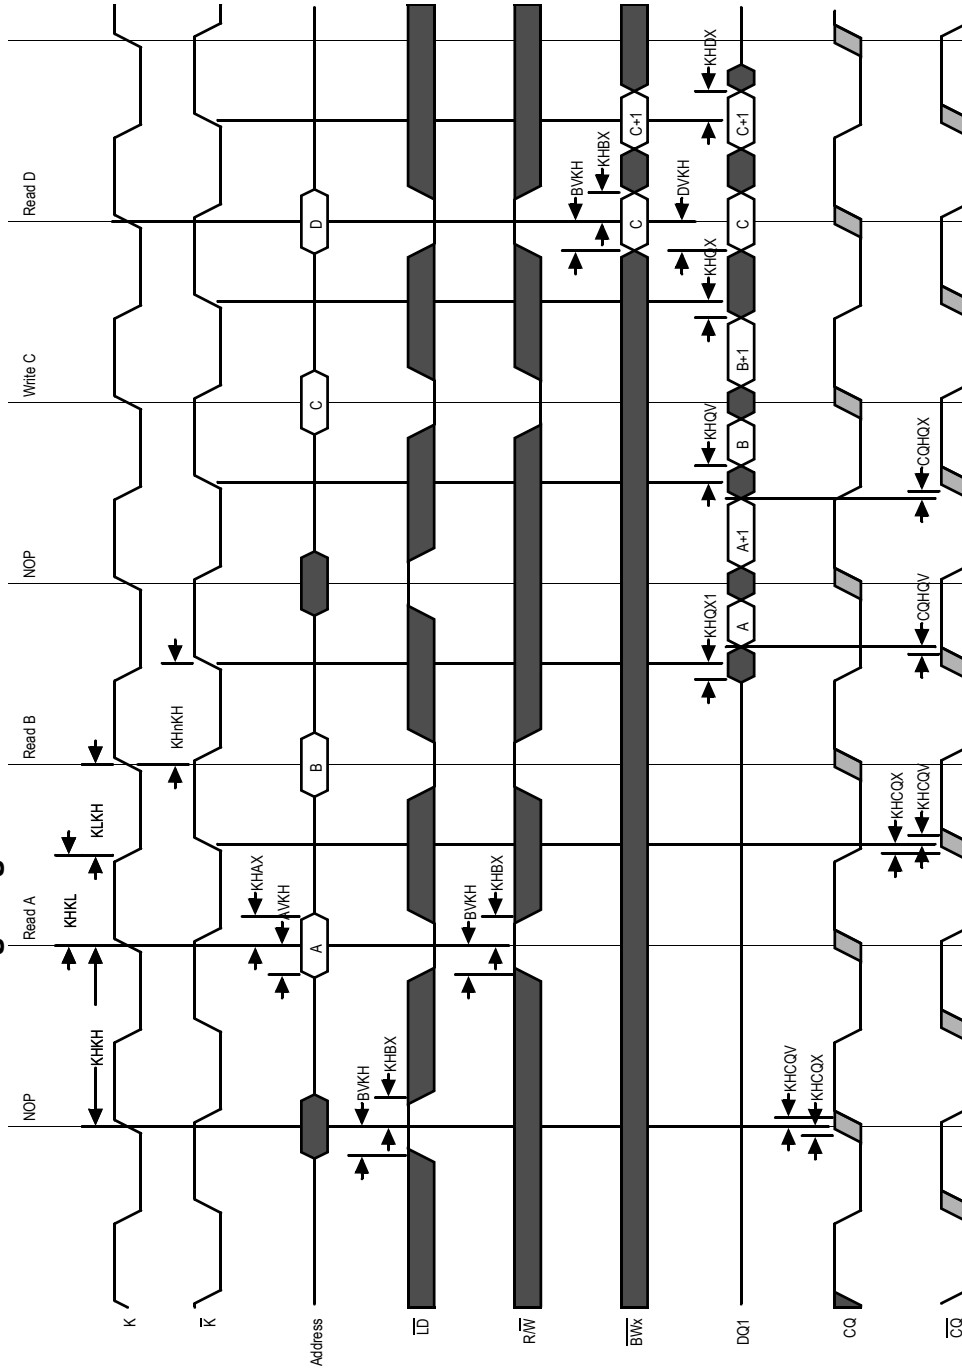 NOP
Read A
Read B
NOP
Write C
Read D
K
KHKH
KHKL
KLKH
K
KHnKH
Address
A
B
C
D
KHAX
AVKH
LD
BVKH
KHBX
R/W
BVKH
KHBX
BWx
C
C+1
BVKH
KHBX
DQ1
A
A+1
B
B+1
C
C+1
KHQX1
KHQV
KHQX
DVKH
KHDX
CQ
KHCQV
KHCQX
CQ
KHCQX
KHCQV
CQHQV
CQHQX